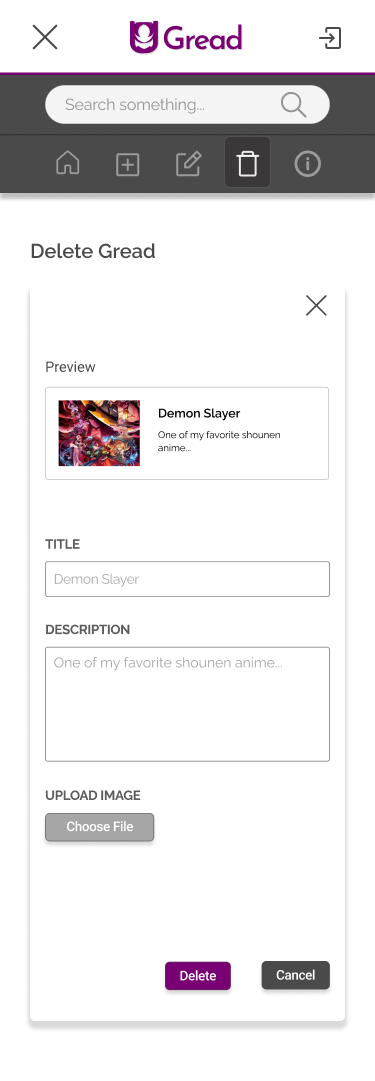 Gread
Search something...
Delete Gread
Preview
Demon Slayer
One of my favorite shounen
anime...
TITLE
Demon Slayer
DESCRIPTION
One of my favorite shounen anime...
UPLOAD IMAGE
Choose File
Delete
Cancel